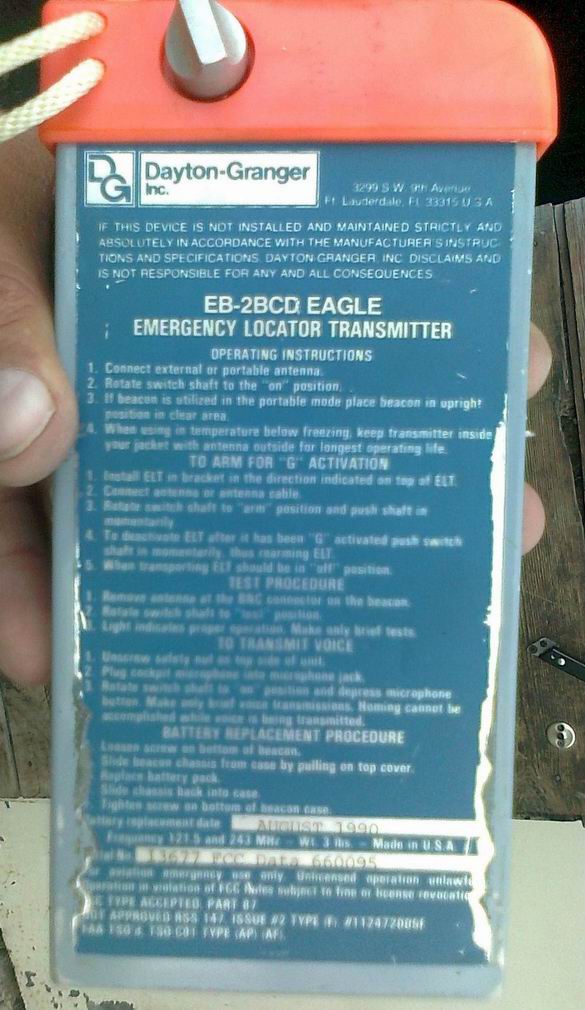 DG
Dayton-Granger
Inc.
3299 S.W. 9th Avenue
Ft. Lauderdale, FL 33315 U S A
IF THIS DEVICE IS NOT INSTALLED AND MAINTAINED STRICTLY AND
ABSOLUTELY IN ACCORDANCE WITH THE MANUFACTURER'S INSTRUC-
TIONS AND SPECIFICATIONS, DAYTON-GRANGER, INC. DISCLAIMS AND
IS NOT RESPONSIBLE FOR ANY AND ALL CONSEQUENCES.
EB-2BCD EAGLE
EMERGENCY LOCATOR TRANSMITTER
OPERATING INSTRUCTIONS
1. Connect external or portable antenna.
2. Rotate switch shaft to the "on" position.
3. If beacon is utilized in the portable mode place beacon in upright
position in clear area.
4. When using in temperature below freezing, keep transmitter inside
your jacket with antenna outside for longest operating life.
TO ARM FOR "G" ACTIVATION
1. Install ELT in bracket in the direction indicated on top of ELT.
2. Connect antenna or antenna cable.
3. Rotate switch shaft to "arm" position and push shaft in
momentarily.
4. To deactivate ELT after it has been "G" activated push switch
shaft in momentarily, thus rearming ELT.
5. When transporting ELT should be in "off" position.
TEST PROCEDURE
1. Remove antenna at the BNC connector on the beacon.
2. Rotate switch shaft to "test" position.
3. Light indicates proper operation. Make only brief tests.
TO TRANSMIT VOICE
1. Unscrew safety nut on top side of unit.
2. Plug cockpit microphone into microphone jack.
3. Rotate switch shaft to "on" position and depress microphone
button. Make only brief voice transmissions. Homing cannot be
accomplished while voice is being transmitted.
BATTERY REPLACEMENT PROCEDURE
Loosen screw on bottom of beacon.
Slide beacon chassis from case by pulling on top cover.
Replace battery pack.
Slide chassis back into case.
Tighten screw on bottom of beacon case.
Battery replacement date AUGUST 1990
Frequency 121.5 and 243 MHz - Wt. 3 lbs. - Made in U.S.A.
No. 13677 FCC Data 660095
aviation emergency use only. Unlicensed operation
operation in violation of FCC Rules subject to fine or license
TYPE ACCEPTED, PART 87
APPROVED RSS 147, ISSUE #2 TYPE (F) #112472005F
TSO C91 TYPE (AP) (AF).